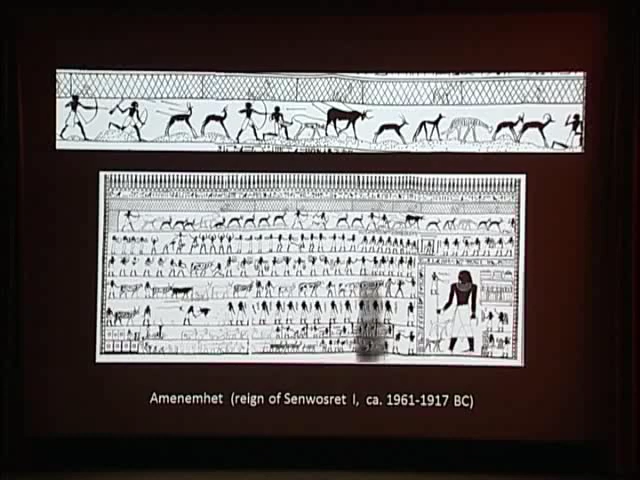 Amenemhet (reign of Senwosret I, ca. 1961-1917 BC)